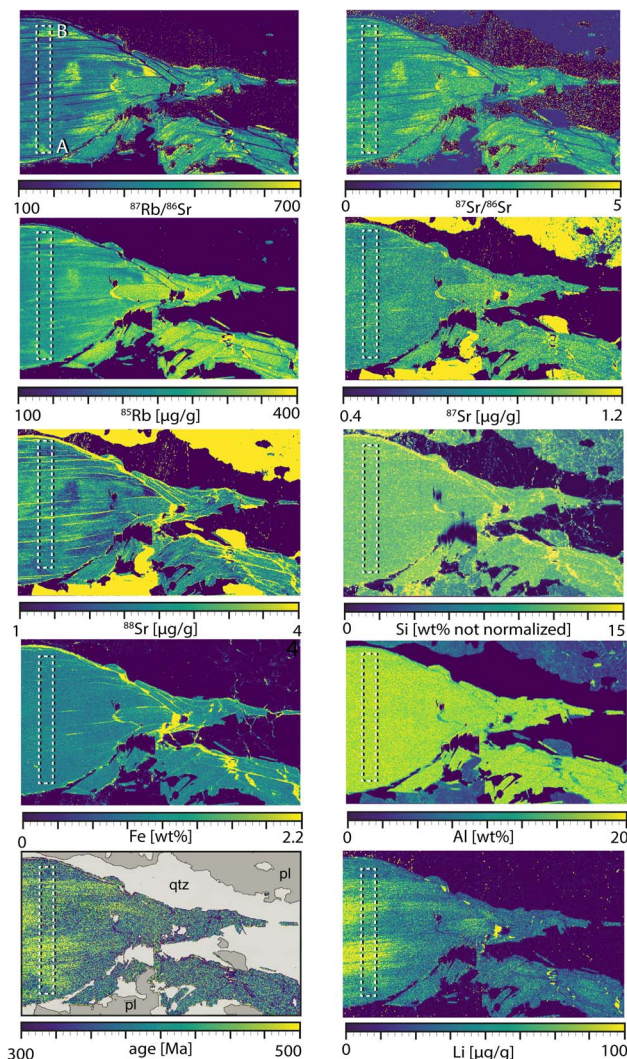 B
A
100 ⁸⁷Rb/⁸⁶Sr 700
0 ⁸⁷Sr/⁸⁶Sr 5
100 ⁸⁵Rb [µg/g] 400
0.4 ⁸⁷Sr [µg/g] 1.2
1 ⁸⁸Sr [µg/g] 4
0 Si [wt% not normalized] 15
4
0 Fe [wt%] 2.2
0 Al [wt%] 20
pl
qtz
pl
300 age [Ma] 500
0 Li [µg/g] 100